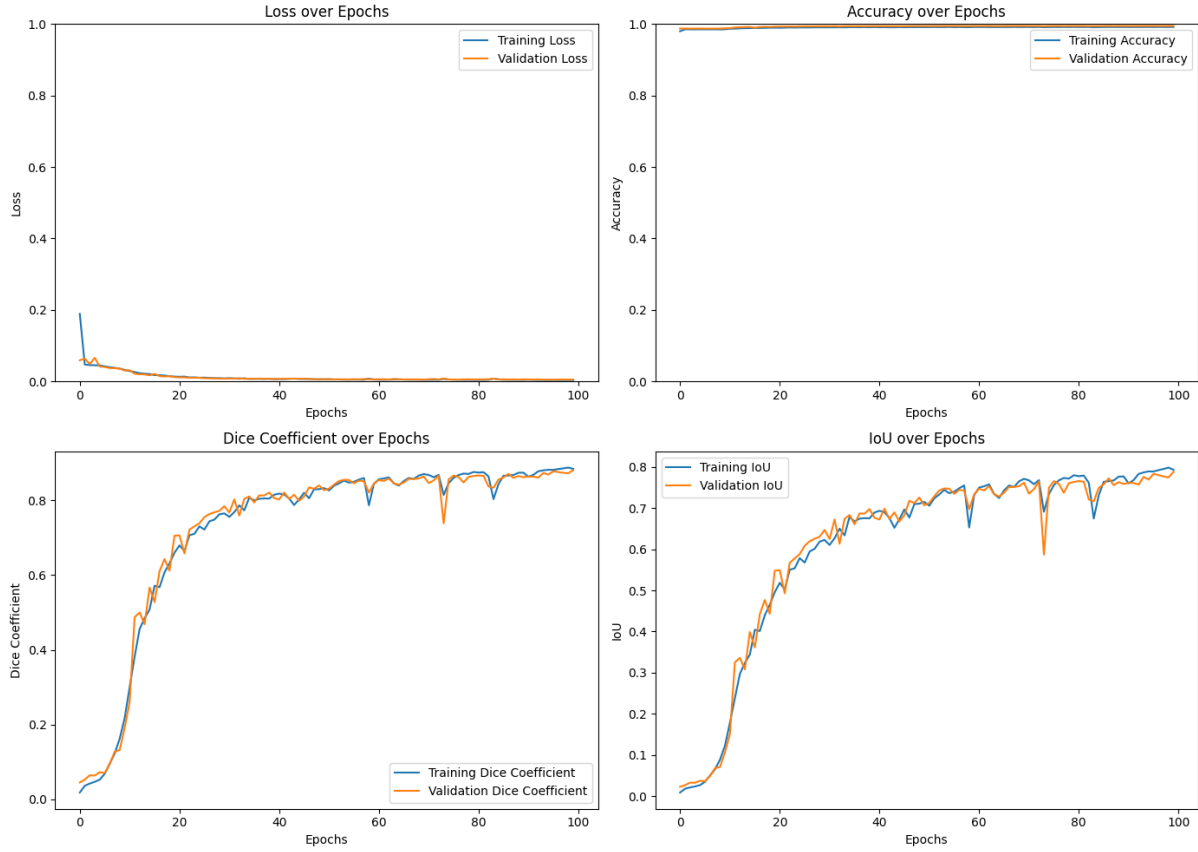 Loss over Epochs
1.0
0.8
0.6
0.4
0.2
0.0
Loss
Training Loss
Validation Loss
0
20
40
60
80
100
Epochs
Accuracy over Epochs
1.0
0.8
0.6
0.4
0.2
0.0
Accuracy
Training Accuracy
Validation Accuracy
0
20
40
60
80
100
Epochs
Dice Coefficient over Epochs
0.8
0.6
0.4
0.2
0.0
Dice Coefficient
Training Dice Coefficient
Validation Dice Coefficient
0
20
40
60
80
100
Epochs
IoU over Epochs
0.8
0.7
0.6
0.5
0.4
0.3
0.2
0.1
0.0
IoU
Training IoU
Validation IoU
0
20
40
60
80
100
Epochs